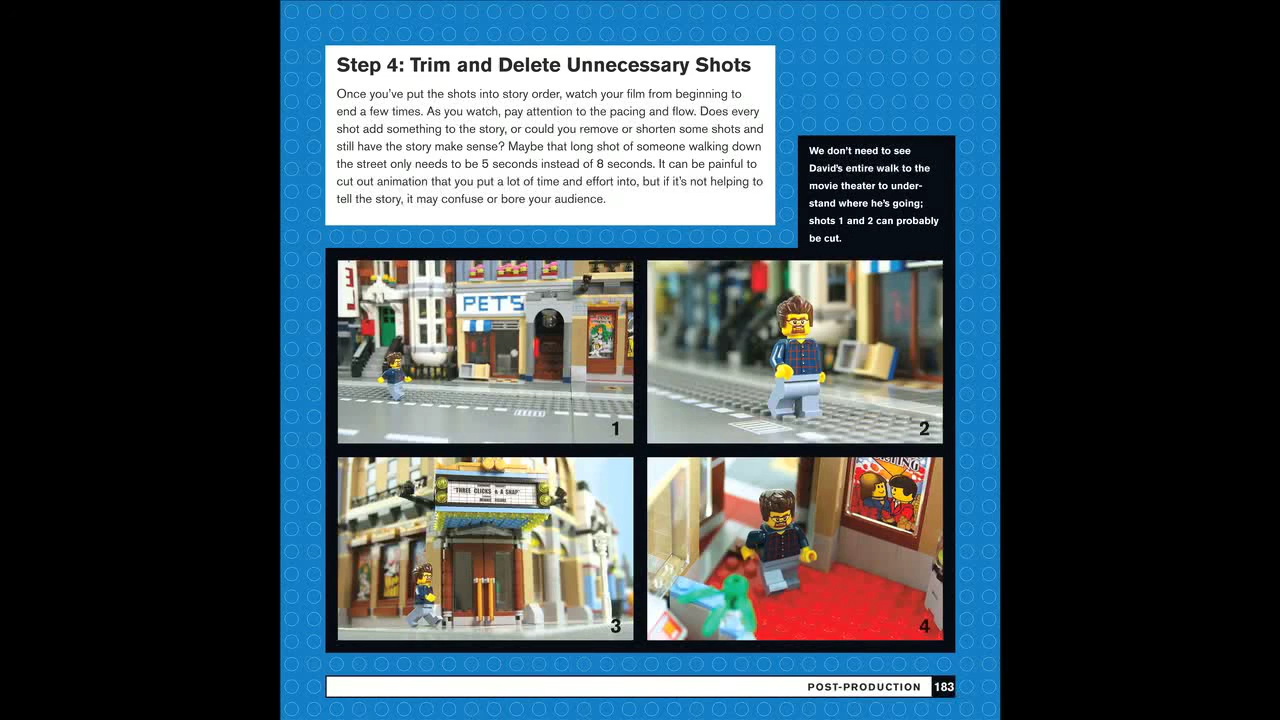 Step 4: Trim and Delete Unnecessary Shots
Once you've put the shots into story order, watch your film from beginning to
end a few times. As you watch, pay attention to the pacing and flow. Does every
shot add something to the story, or could you remove or shorten some shots and
still have the story make sense? Maybe that long shot of someone walking down
the street only needs to be 5 seconds instead of 8 seconds. It can be painful to
cut out animation that you put a lot of time and effort into, but if it's not helping to
tell the story, it may confuse or bore your audience.
We don't need to see
David's entire walk to the
movie theater to under-
stand where he's going;
shots 1 and 2 can probably
be cut.
PETS
1
2
"THREE CLICKS & A SNAP"
3
4
POST-PRODUCTION 183